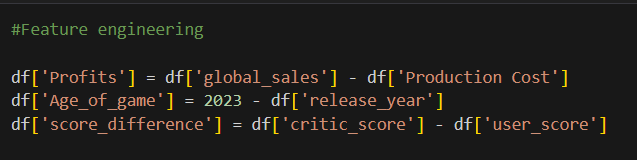 #Feature engineering
df['Profits'] = df['global_sales'] - df['Production Cost']
df['Age_of_game'] = 2023 - df['release_year']
df['score_difference'] = df['critic_score'] - df['user_score']